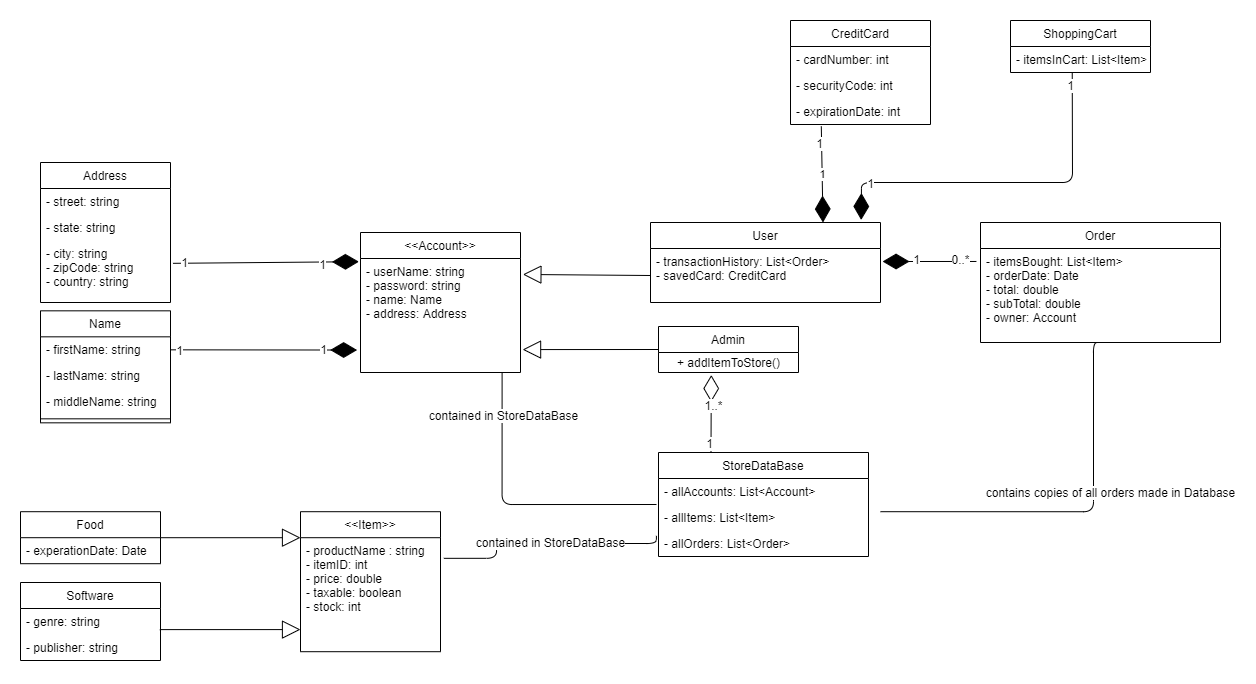 CreditCard
- cardNumber: int
- securityCode: int
- expirationDate: int
ShoppingCart
- itemsInCart: List<Item>
1
1
1
1
Address
- street: string
- state: string
- city: string
- zipCode: string
- country: string
1
1
<<Account>>
- userName: string
- password: string
- name: Name
- address: Address
User
- transactionHistory: List<Order>
- savedCard: CreditCard
1
0..*
Order
- itemsBought: List<Item>
- orderDate: Date
- total: double
- subTotal: double
- owner: Account
Name
- firstName: string
- lastName: string
- middleName: string
1
1
Admin
+ addItemToStore()
1..*
1
contained in StoreDataBase
StoreDataBase
- allAccounts: List<Account>
- allItems: List<Item>
- allOrders: List<Order>
contains copies of all orders made in Database
Food
- experationDate: Date
<<Item>>
- productName : string
- itemID: int
- price: double
- taxable: boolean
- stock: int
contained in StoreDataBase
Software
- genre: string
- publisher: string